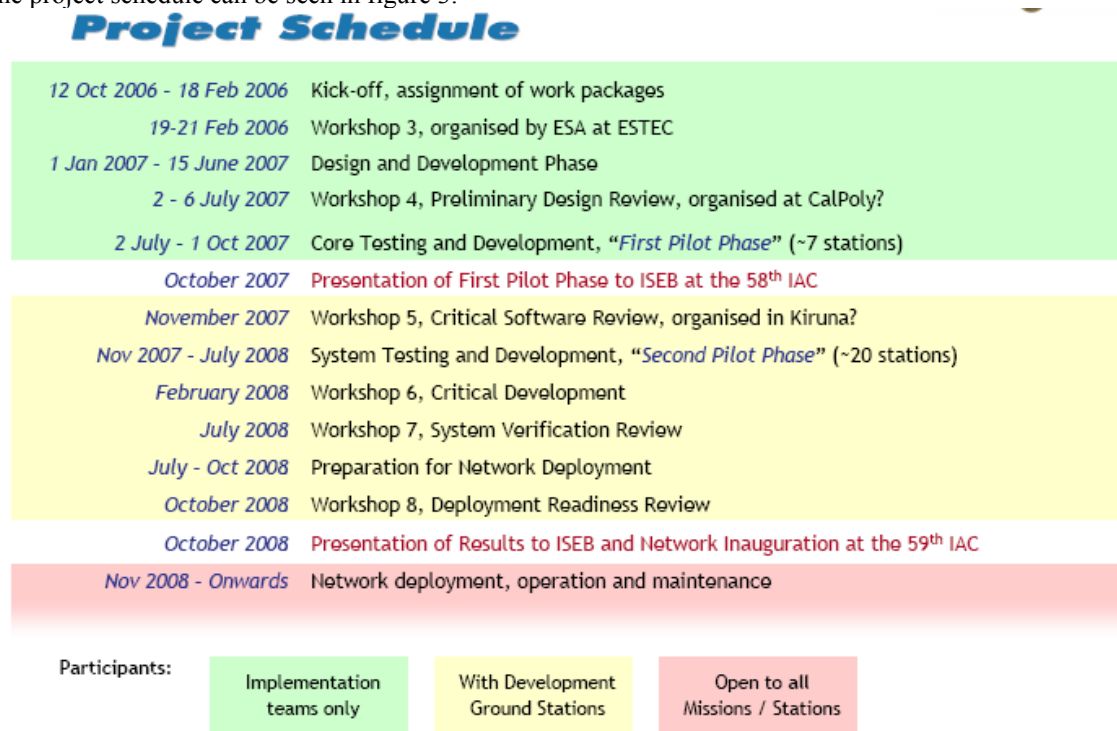 project schedule can be seen in figure 3.
Project Schedule
12 Oct 2006 - 18 Feb 2006 Kick-off, assignment of work packages
19-21 Feb 2006 Workshop 3, organised by ESA at ESTEC
1 Jan 2007 - 15 June 2007 Design and Development Phase
2 - 6 July 2007 Workshop 4, Preliminary Design Review, organised at CalPoly?
2 July - 1 Oct 2007 Core Testing and Development, “First Pilot Phase” (~7 stations)
October 2007 Presentation of First Pilot Phase to ISEB at the 58th IAC
November 2007 Workshop 5, Critical Software Review, organised in Kiruna?
Nov 2007 - July 2008 System Testing and Development, “Second Pilot Phase” (~20 stations)
February 2008 Workshop 6, Critical Development
July 2008 Workshop 7, System Verification Review
July - Oct 2008 Preparation for Network Deployment
October 2008 Workshop 8, Deployment Readiness Review
October 2008 Presentation of Results to ISEB and Network Inauguration at the 59th IAC
Nov 2008 - Onwards Network deployment, operation and maintenance
Participants:
Implementation
teams only
With Development
Ground Stations
Open to all
Missions / Stations